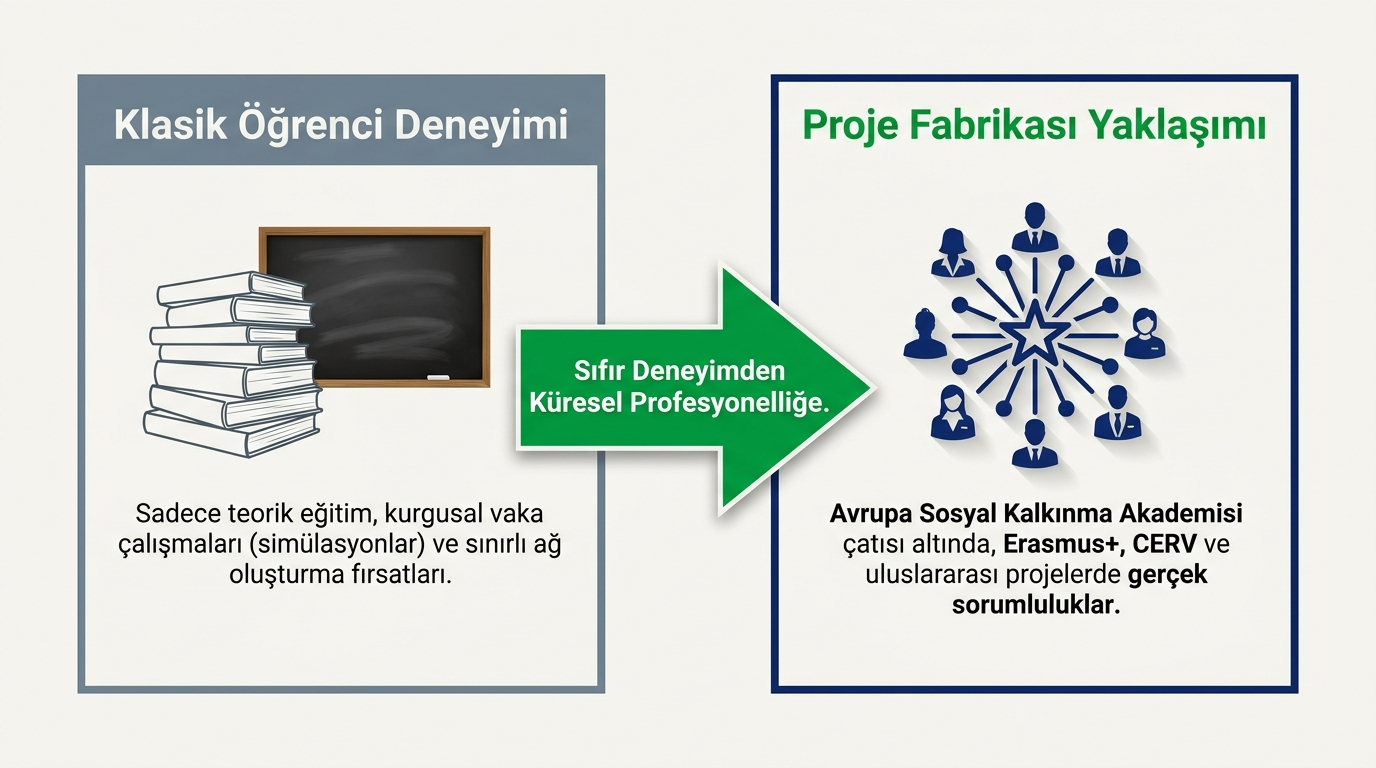 Klasik Öğrenci Deneyimi
Sadece teorik eğitim, kurgusal vaka
çalışmaları (simülasyonlar) ve sınırlı ağ
oluşturma fırsatları.
Sıfır Deneyimden
Küresel Profesyonelliğe.
Proje Fabrikası Yaklaşımı
Avrupa Sosyal Kalkınma Akademisi
çatısı altında, Erasmus+, CERV ve
uluslararası projelerde gerçek
sorumluluklar.